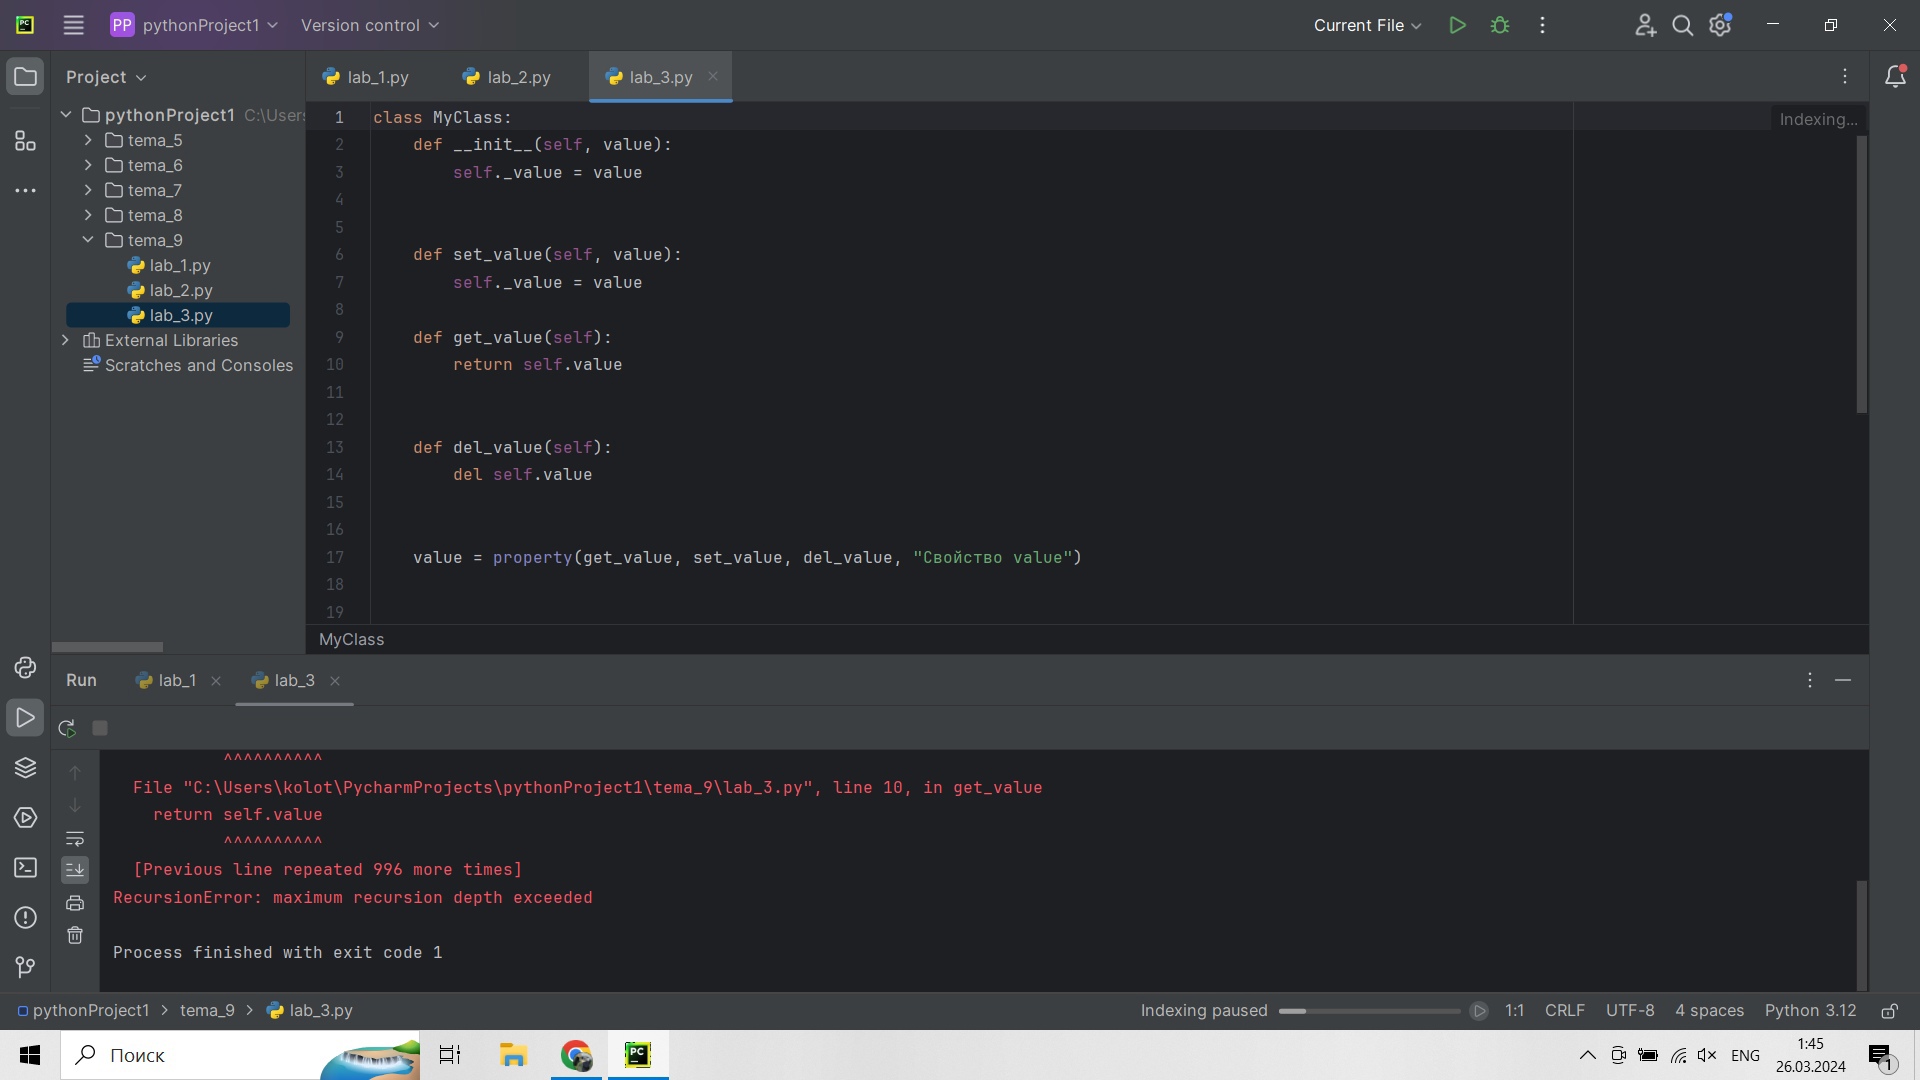 PC
PP pythonProject1
Version control
Current File
Project
lab_1.py
lab_2.py
lab_3.py
pythonProject1 C:\Users
tema_5
tema_6
tema_7
tema_8
tema_9
lab_1.py
lab_2.py
lab_3.py
External Libraries
Scratches and Consoles
Indexing...
1 class MyClass:
2 def __init__(self, value):
3 self._value = value
4
5
6 def set_value(self, value):
7 self._value = value
8
9 def get_value(self):
10 return self.value
11
12
13 def del_value(self):
14 del self.value
15
16
17 value = property(get_value, set_value, del_value, "Свойство value")
18
19
MyClass
Run
lab_1
lab_3
^^^^^^^^^^
File "C:\Users\kolot\PycharmProjects\pythonProject1\tema_9\lab_3.py", line 10, in get_value
return self.value
^^^^^^^^^^
[Previous line repeated 996 more times]
RecursionError: maximum recursion depth exceeded
Process finished with exit code 1
pythonProject1 > tema_9 > lab_3.py
Indexing paused
1:1
CRLF
UTF-8
4 spaces
Python 3.12
Поиск
PC
ENG
1:45
26.03.2024
1